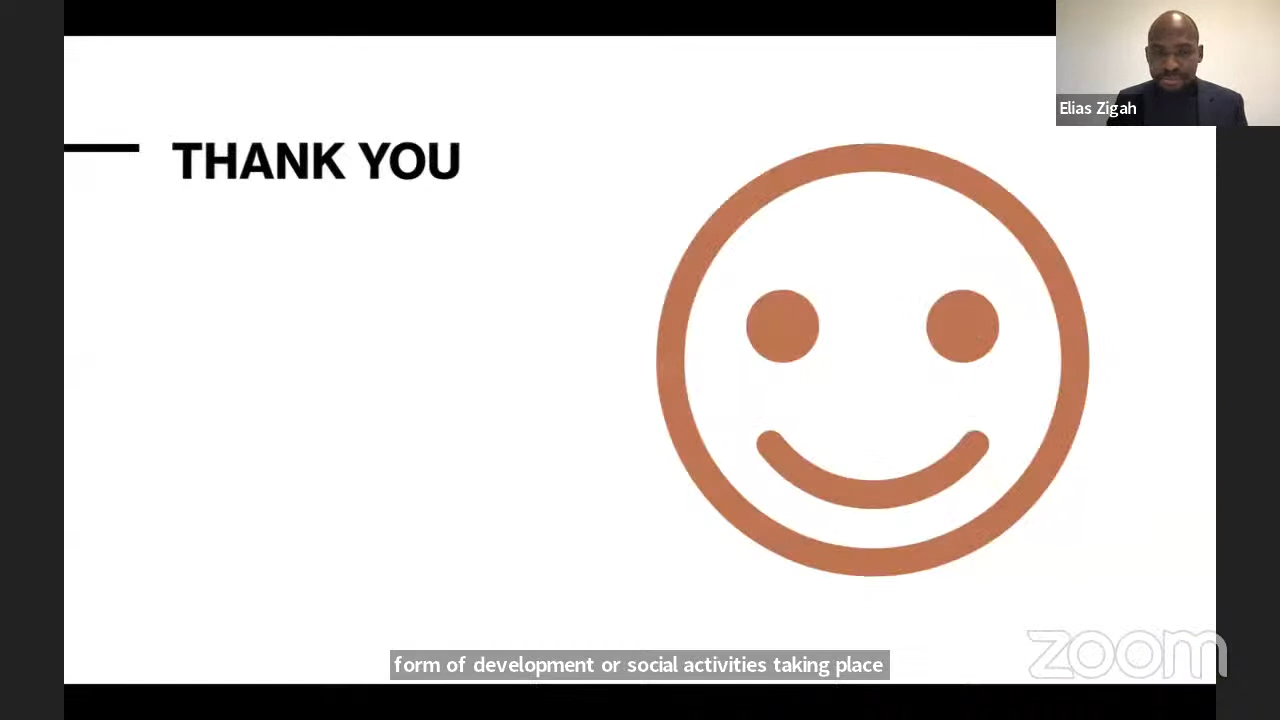 Elias Zigah
THANK YOU
form of development or social activities taking place
zoom